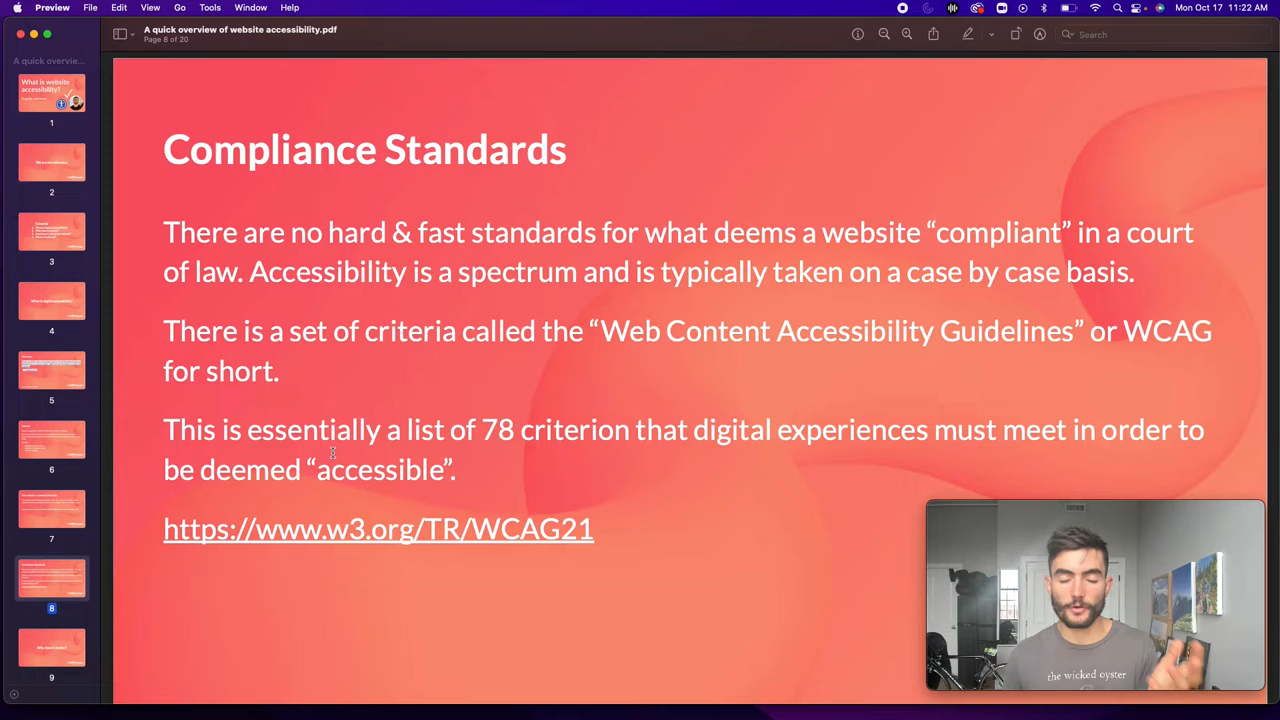 Preview File Edit View Go Tools Window Help Mon Oct 17 11:22 AM
A quick overview of website accessibility.pdf
Page 8 of 20
Search
A quick overvie...
What is website
accessibility?
1
2
3
4
5
6
7
8
9
Compliance Standards
There are no hard & fast standards for what deems a website “compliant” in a court
of law. Accessibility is a spectrum and is typically taken on a case by case basis.
There is a set of criteria called the “Web Content Accessibility Guidelines” or WCAG
for short.
This is essentially a list of 78 criterion that digital experiences must meet in order to
be deemed “accessible”.
https://www.w3.org/TR/WCAG21
the wicked oyster